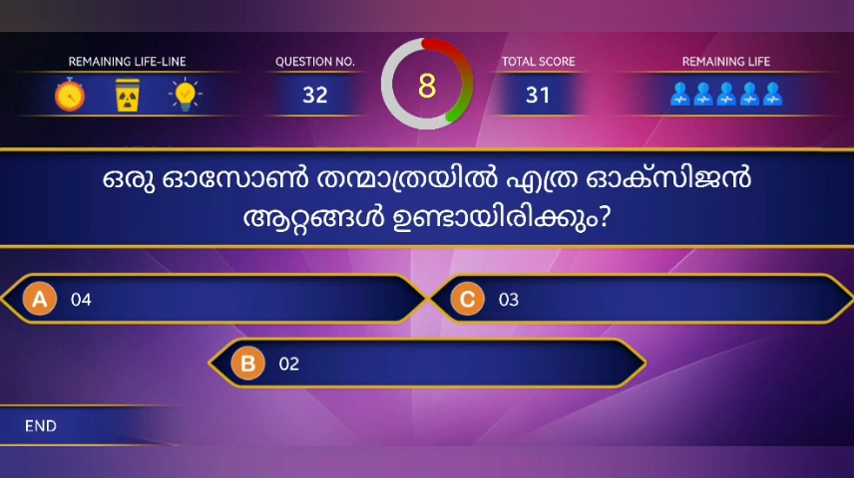 REMAINING LIFE-LINE
QUESTION NO.
32
8
TOTAL SCORE
31
REMAINING LIFE
ഒരു ഓസോൺ തന്മാത്രയിൽ എത്ര ഓക്സിജൻ
ആറ്റങ്ങൾ ഉണ്ടായിരിക്കും?
A 04
C 03
B 02
END